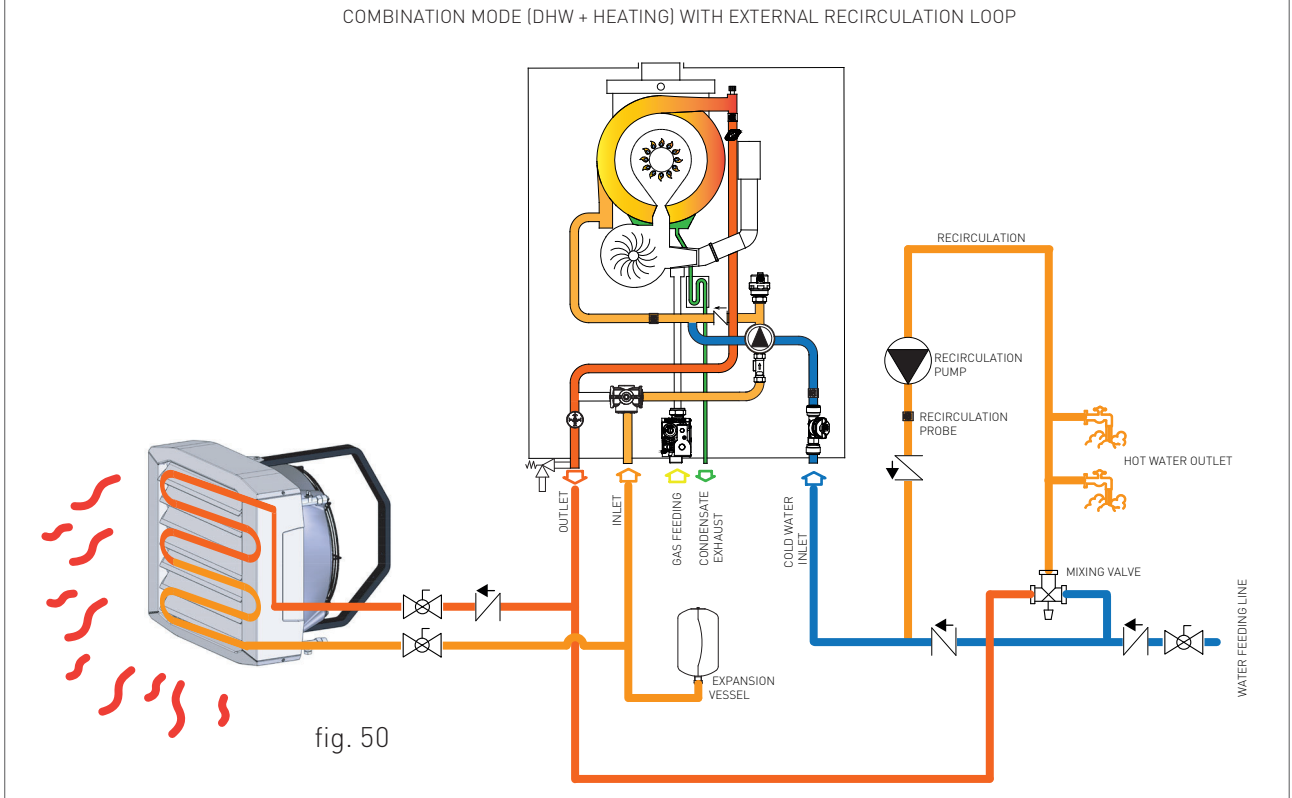 COMBINATION MODE (DHW + HEATING) WITH EXTERNAL RECIRCULATION LOOP
RECIRCULATION
RECIRCULATION
PUMP
RECIRCULATION
PROBE
HOT WATER OUTLET
OUTLET
INLET
GAS FEEDING
CONDENSATE
EXHAUST
COLD WATER
INLET
MIXING VALVE
WATER FEEDING LINE
EXPANSION
VESSEL
fig. 50